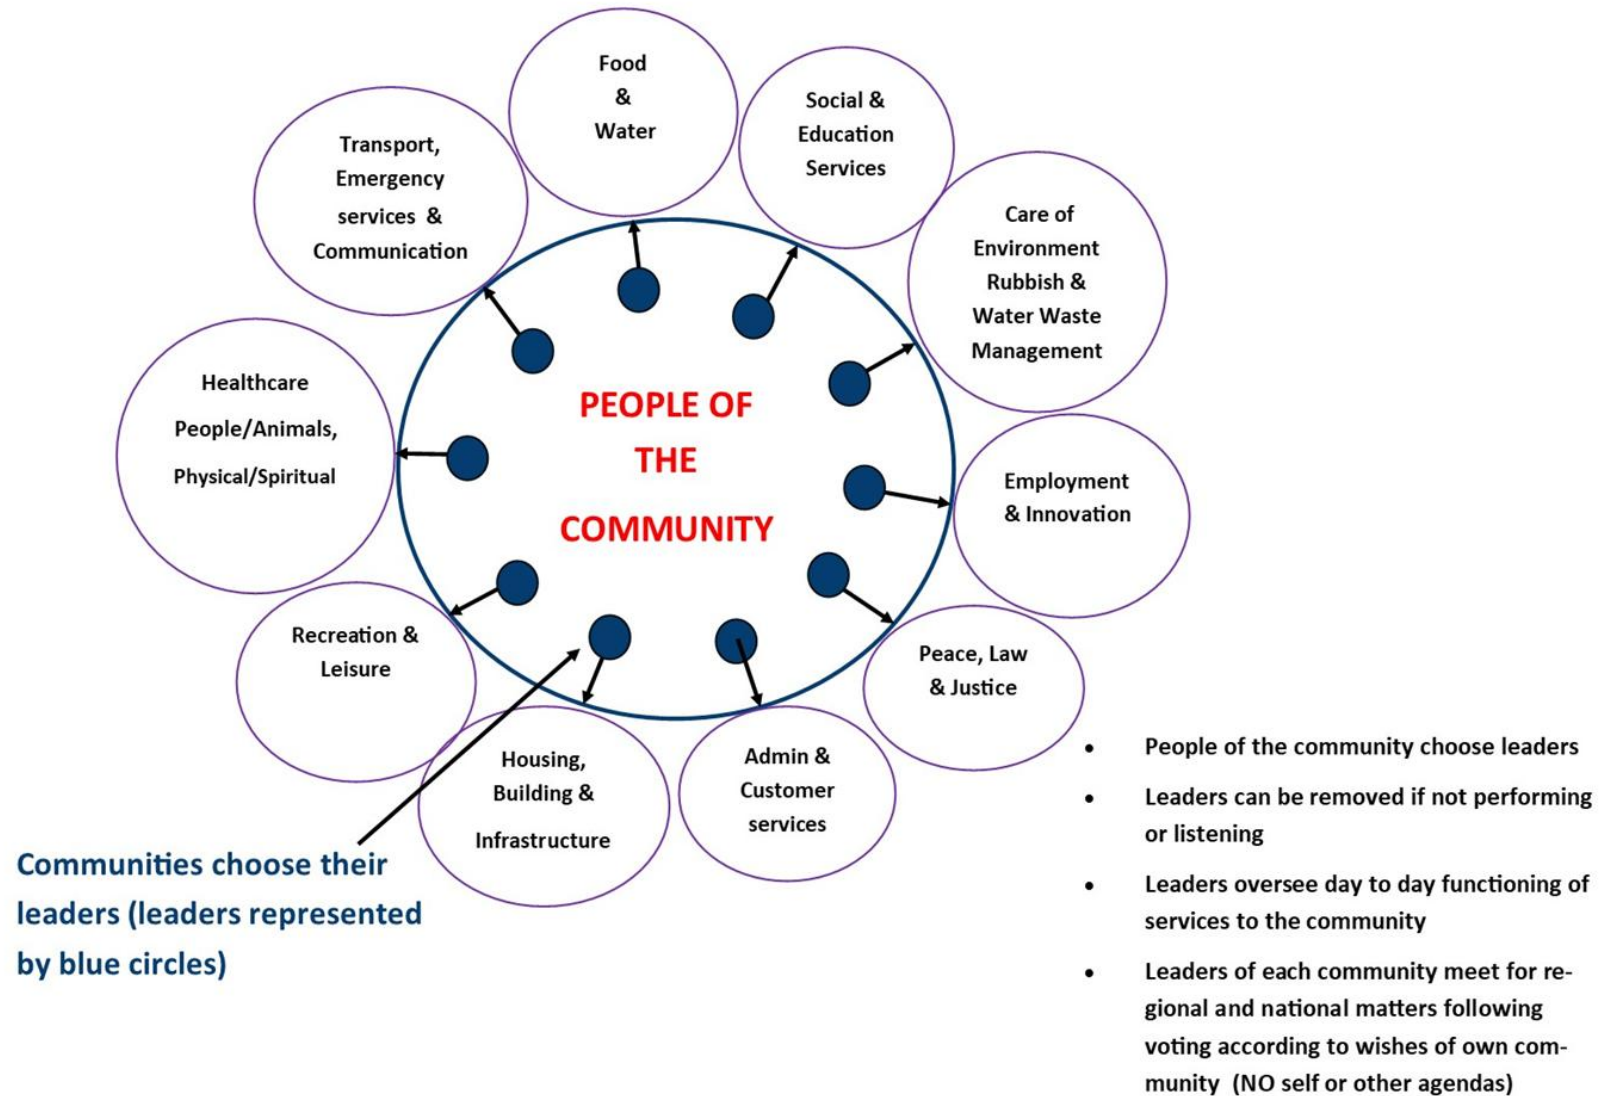 Food
&
Water
Social &
Education
Services
Transport,
Emergency
services &
Communication
Care of
Environment
Rubbish &
Water Waste
Management
Healthcare
People/Animals,
Physical/Spiritual
PEOPLE OF
THE
COMMUNITY
Employment
& Innovation
Recreation &
Leisure
Peace, Law
& Justice
Housing,
Building &
Infrastructure
Admin &
Customer
services
Communities choose their
leaders (leaders represented
by blue circles)
• People of the community choose leaders
• Leaders can be removed if not performing
or listening
• Leaders oversee day to day functioning of
services to the community
• Leaders of each community meet for re-
gional and national matters following
voting according to wishes of own com-
munity (NO self or other agendas)